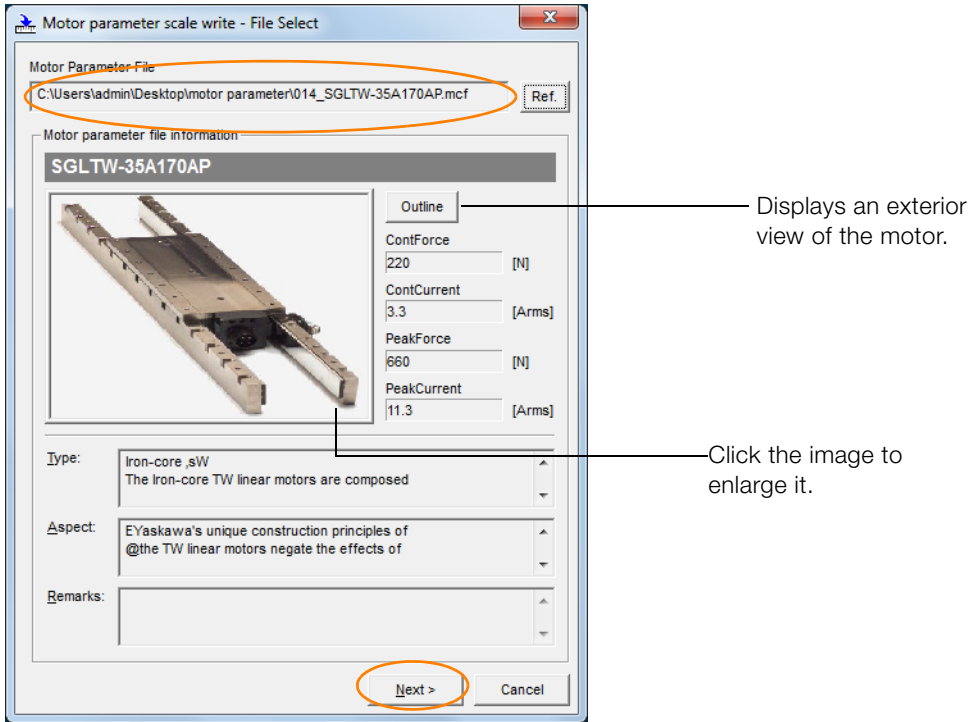 Motor parameter scale write - File Select
Motor Parameter File
C:\Users\admin\Desktop\motor parameter\014_SGLTW-35A170AP.mcf
Ref.
Motor parameter file information
SGLTW-35A170AP
Outline
Displays an exterior
view of the motor.
ContForce
220 [N]
ContCurrent
3.3 [Arms]
PeakForce
660 [N]
PeakCurrent
11.3 [Arms]
Click the image to
enlarge it.
Type:
Iron-core ,sW
The Iron-core TW linear motors are composed
Aspect:
EYaskawa's unique construction principles of
@the TW linear motors negate the effects of
Remarks:
Next >
Cancel